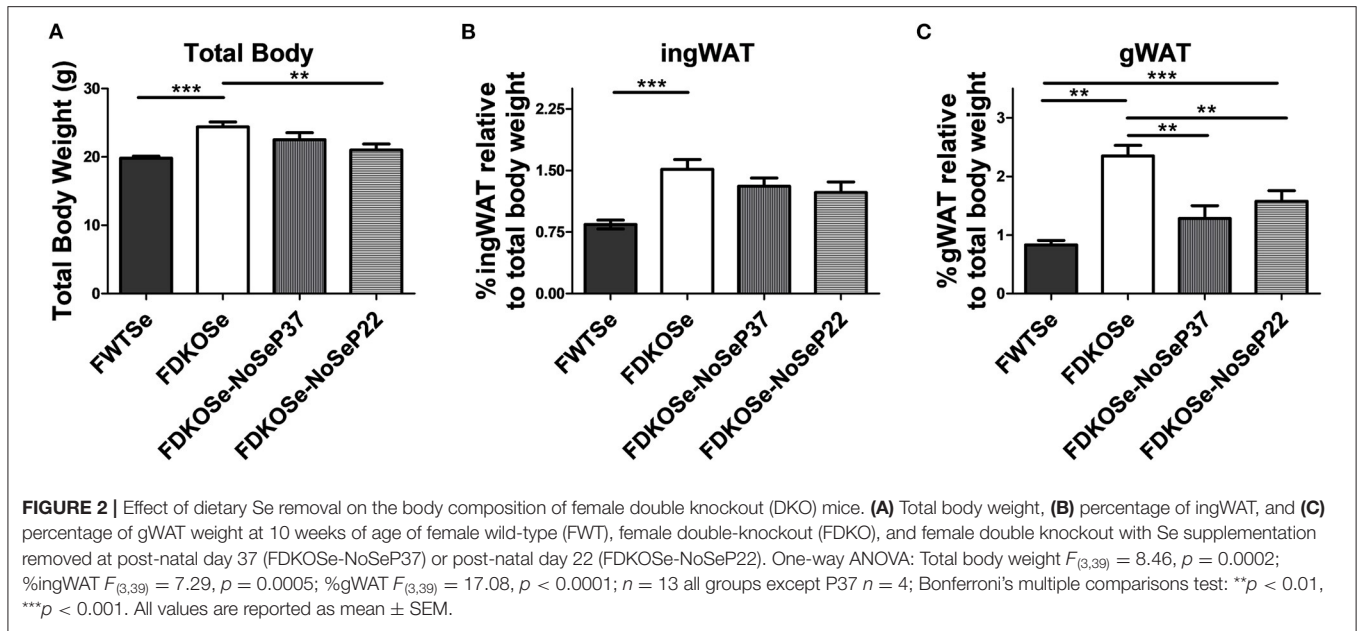 A
Total Body
Total Body Weight (g)
30
20
10
0
***
**
FWTSe
FDKOSe
FDKOSe-NoSeP37
FDKOSe-NoSeP22
B
ingWAT
%ingWAT relative
to total body weight
2.25
1.50
0.75
0.00
***
FWTSe
FDKOSe
FDKOSe-NoSeP37
FDKOSe-NoSeP22
C
gWAT
%gWAT relative
to total body weight
3
2
1
0
***
**
**
**
FWTSe
FDKOSe
FDKOSe-NoSeP37
FDKOSe-NoSeP22
FIGURE 2 | Effect of dietary Se removal on the body composition of female double knockout (DKO) mice. (A) Total body weight, (B) percentage of ingWAT, and (C)
percentage of gWAT weight at 10 weeks of age of female wild-type (FWT), female double-knockout (FDKO), and female double knockout with Se supplementation
removed at post-natal day 37 (FDKOSe-NoSeP37) or post-natal day 22 (FDKOSe-NoSeP22). One-way ANOVA: Total body weight F(3,39) = 8.46, p = 0.0002;
%ingWAT F(3,39) = 7.29, p = 0.0005; %gWAT F(3,39) = 17.08, p < 0.0001; n = 13 all groups except P37 n = 4; Bonferroni's multiple comparisons test: **p < 0.01,
***p < 0.001. All values are reported as mean ± SEM.